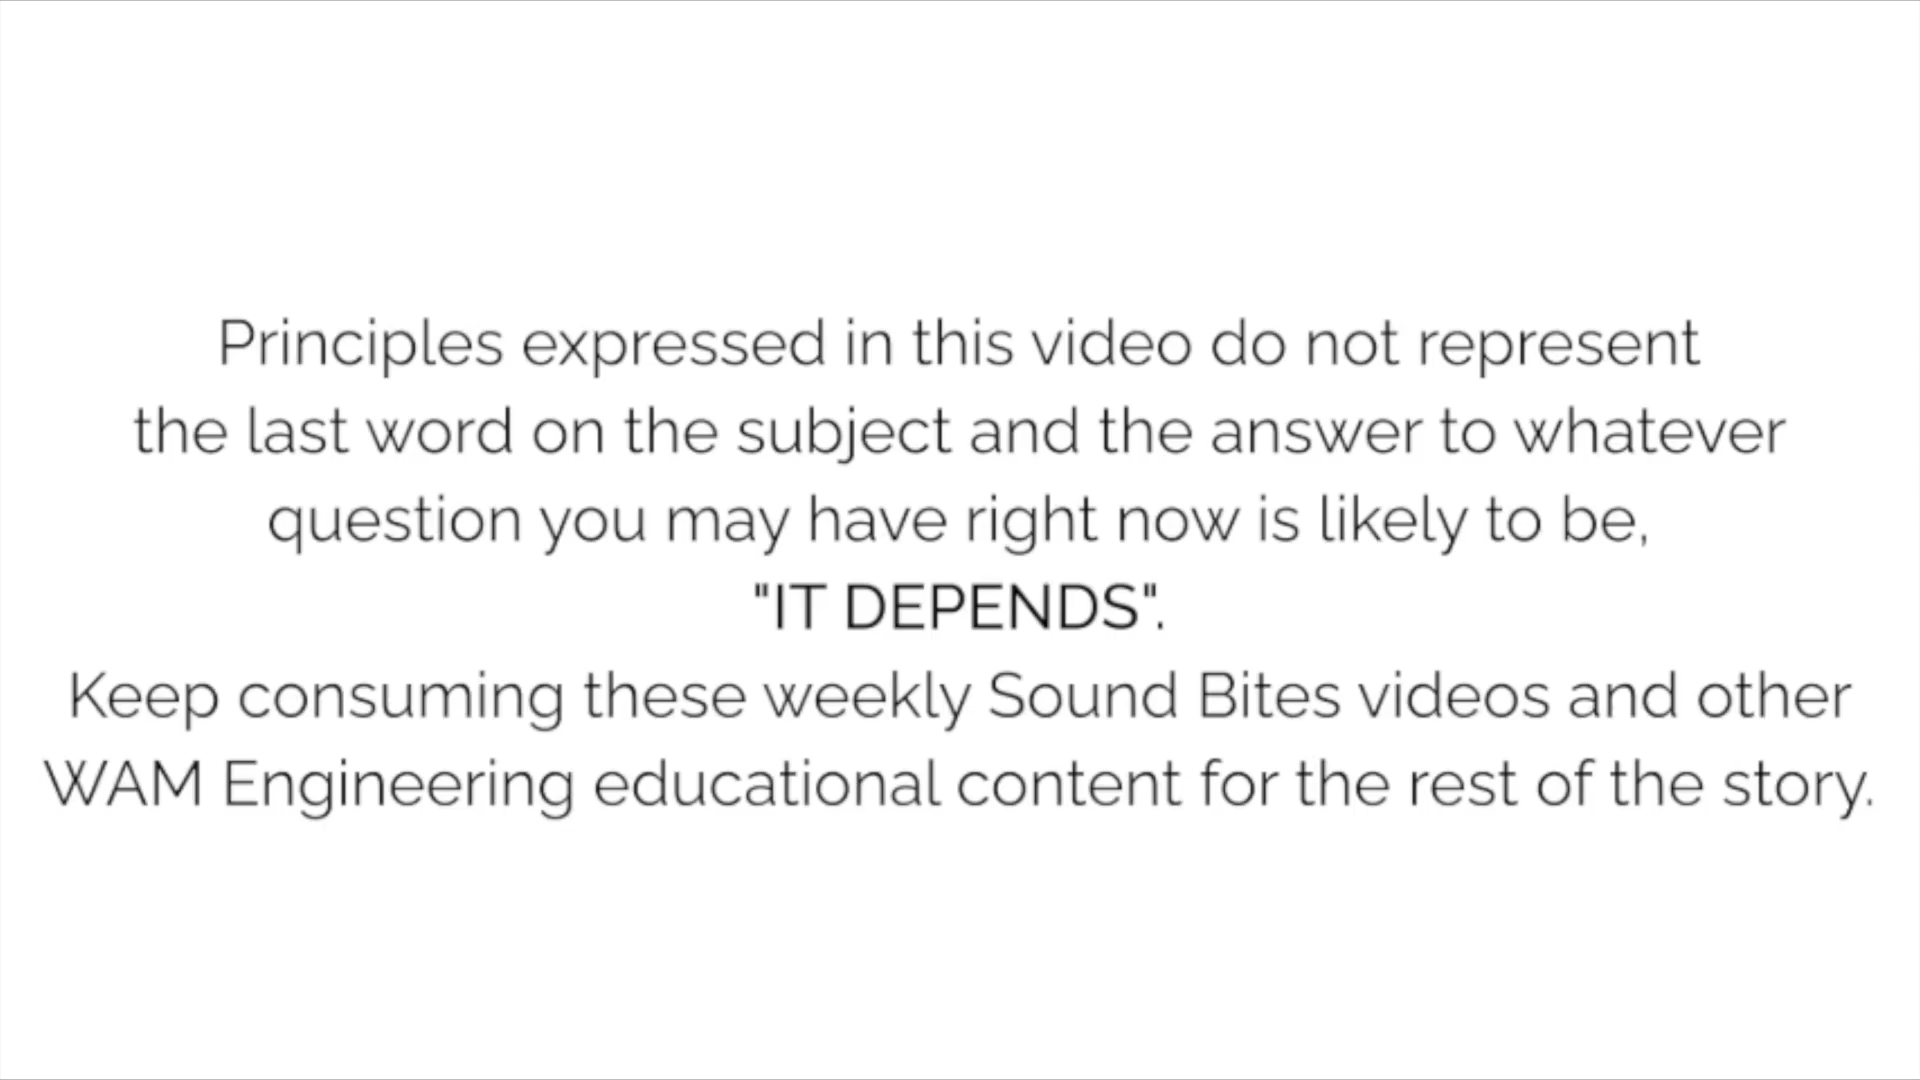 Principles expressed in this video do not represent
the last word on the subject and the answer to whatever
question you may have right now is likely to be,
"IT DEPENDS".
Keep consuming these weekly Sound Bites videos and other
WAM Engineering educational content for the rest of the story.